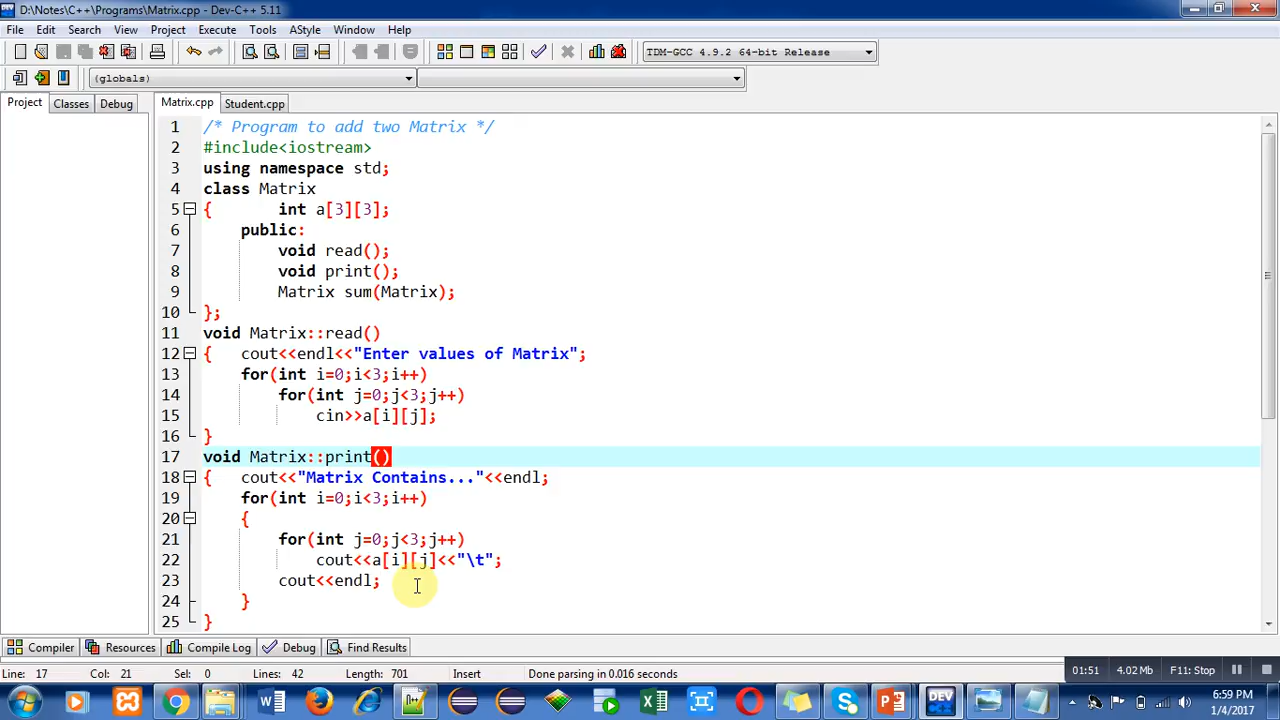 D:\Notes\C++\Programs\Matrix.cpp - Dev-C++ 5.11
File Edit Search View Project Execute Tools AStyle Window Help
TDM-GCC 4.9.2 64-bit Release
(globals)
Project Classes Debug Matrix.cpp Student.cpp
1 /* Program to add two Matrix */
2 #include<iostream>
3 using namespace std;
4 class Matrix
5 { int a[3][3];
6 public:
7 void read();
8 void print();
9 Matrix sum(Matrix);
10 };
11 void Matrix::read()
12 { cout<<endl<<"Enter values of Matrix";
13 for(int i=0;i<3;i++)
14 for(int j=0;j<3;j++)
15 cin>>a[i][j];
16 }
17 void Matrix::print()
18 { cout<<"Matrix Contains..."<<endl;
19 for(int i=0;i<3;i++)
20 {
21 for(int j=0;j<3;j++)
22 cout<<a[i][j]<<"\t";
23 cout<<endl;
24 }
25 }
Compiler Resources Compile Log Debug Find Results
Line: 17 Col: 21 Sel: 0 Lines: 42 Length: 701 Insert Done parsing in 0.016 seconds 01:51 4.02 Mb F11: Stop
DEV
6:59 PM
1/4/2017